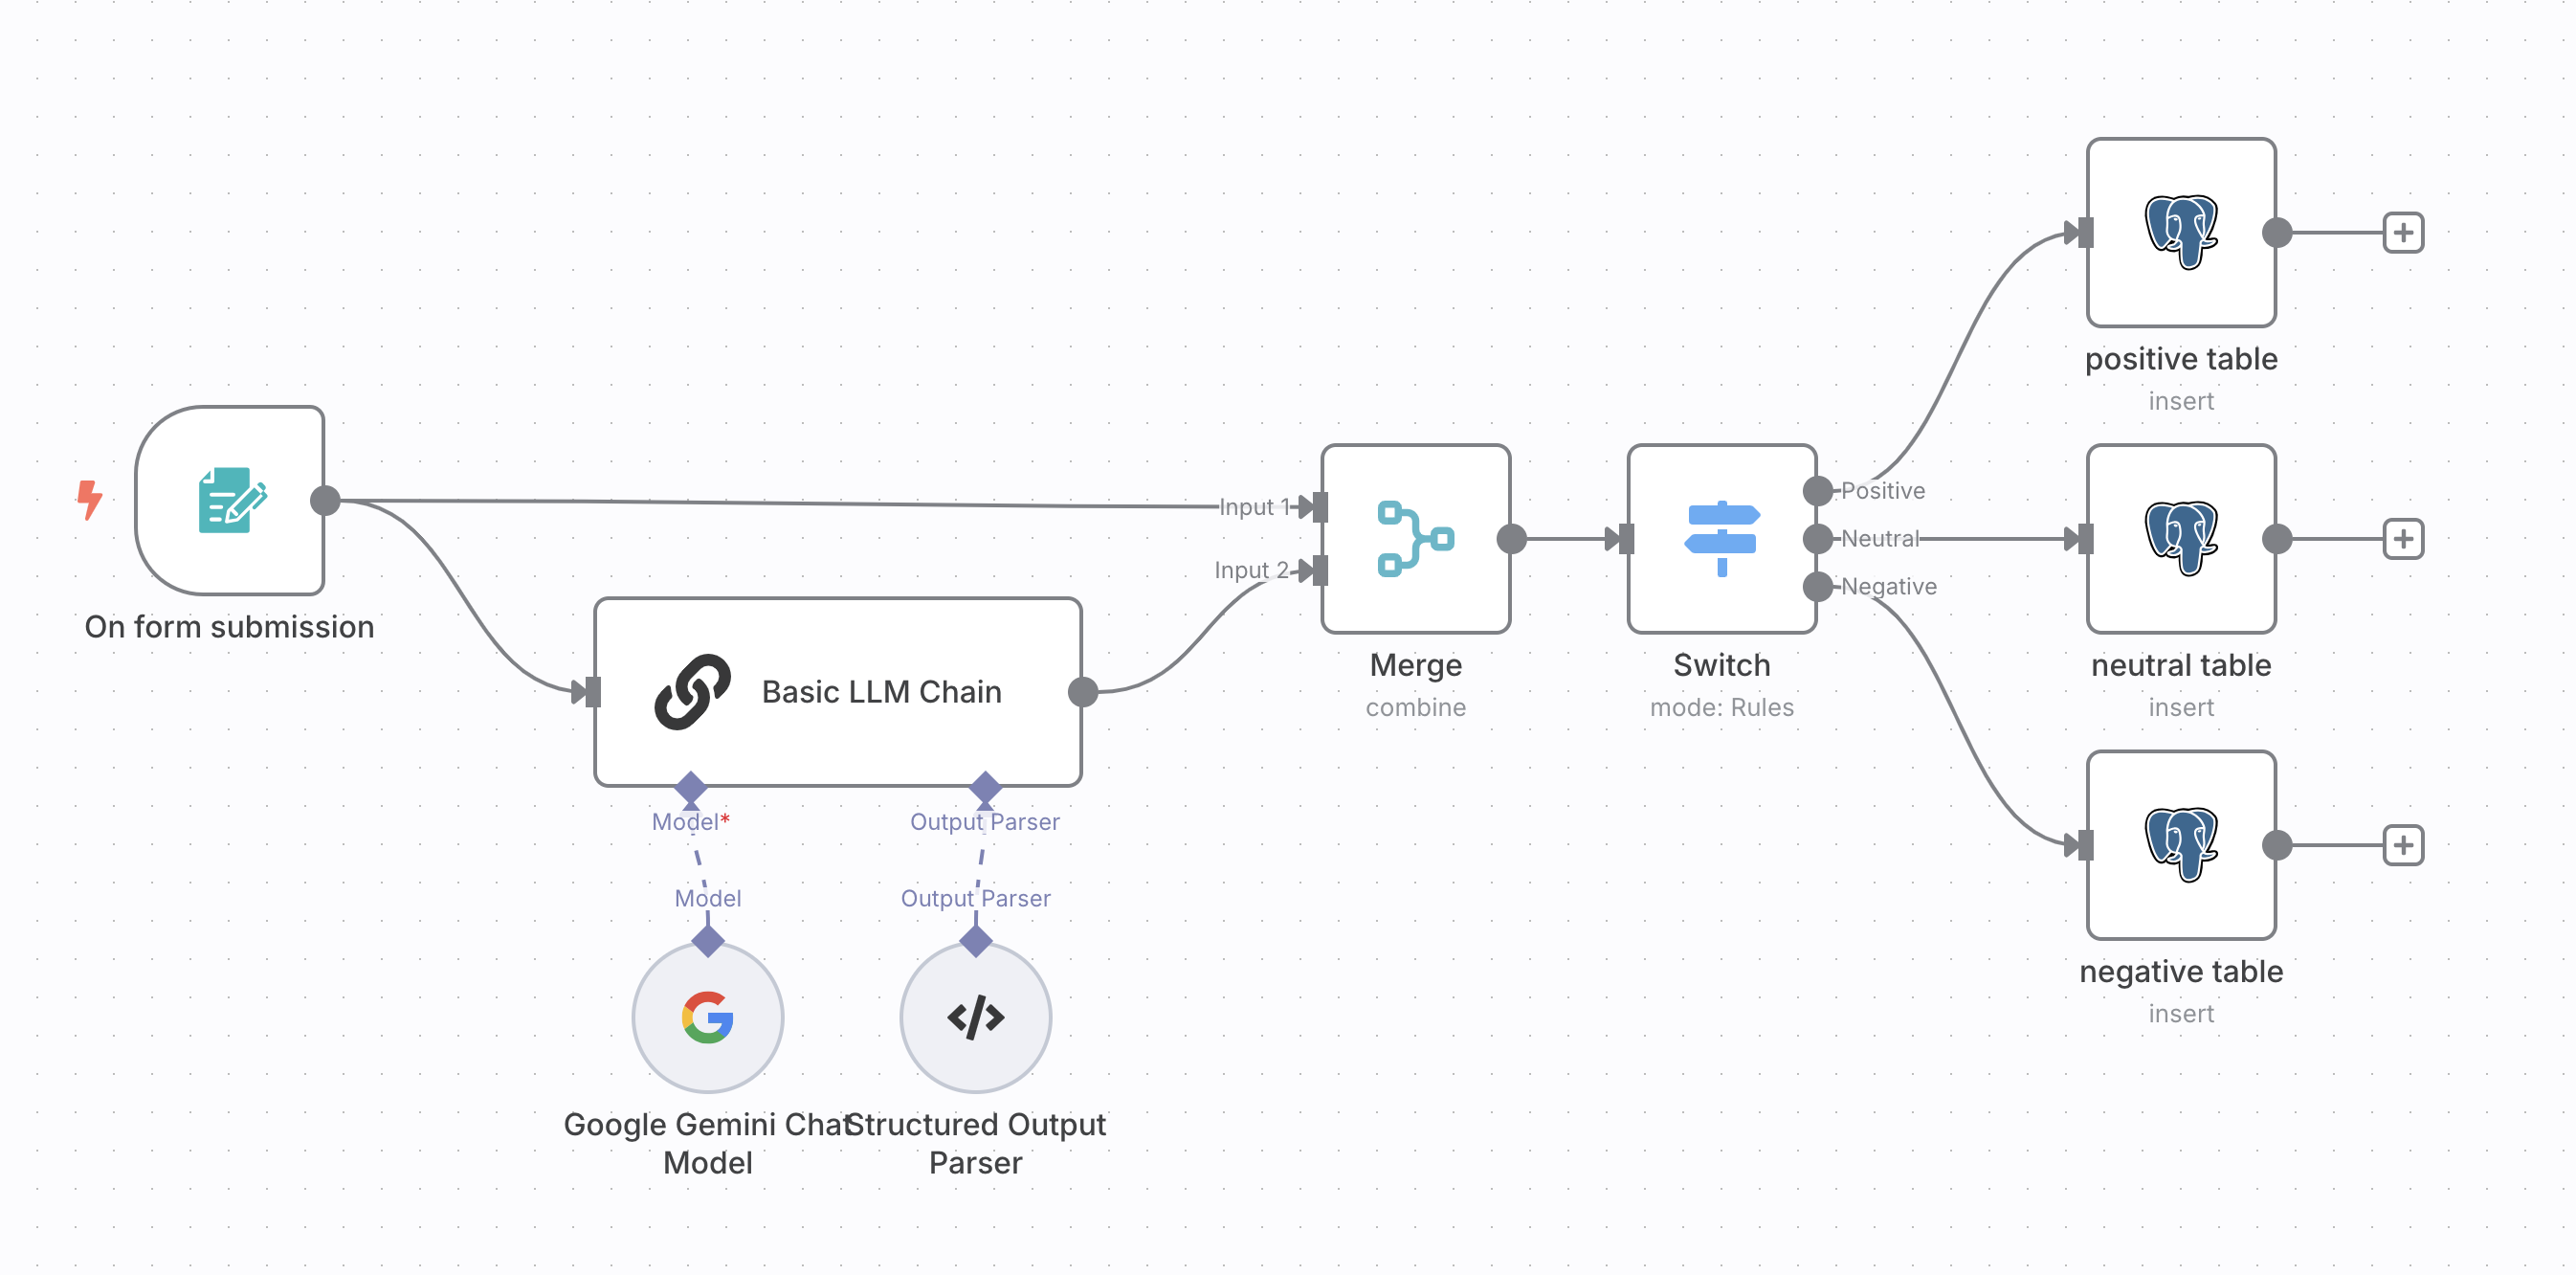 On form submission
Input 1
Input 2
Basic LLM Chain
Model*
Output Parser
Model
Output Parser
Google Gemini Chat
Model
Structured Output
Parser
Merge
combine
Switch
mode: Rules
Positive
Neutral
Negative
positive table
insert
neutral table
insert
negative table
insert